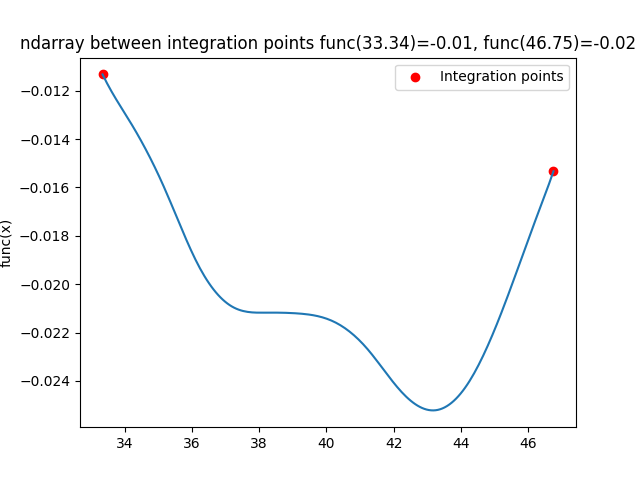 ndarray between integration points func(33.34)=-0.01, func(46.75)=-0.02
Integration points
func(x)
−0.012
−0.014
−0.016
−0.018
−0.020
−0.022
−0.024
34 36 38 40 42 44 46